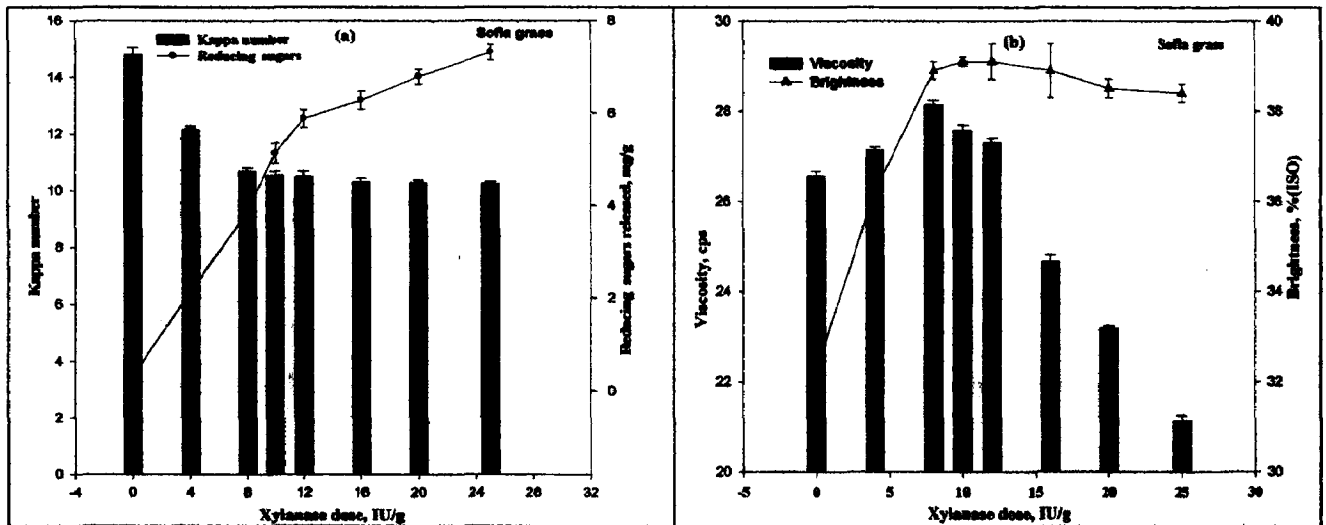 (a)
Sofia grass
Kappa number
Reducing sugars
16
14
12
10
8
6
4
2
0
Kappa number
8
6
4
2
0
Reducing sugars released, mg/g
-4 0 4 8 12 16 20 24 28 32
Xylanase dose, IU/g
(b)
Sofia grass
Viscosity
Brightness
30
28
26
24
22
20
Viscosity, cps
40
38
36
34
32
30
Brightness, %(ISO)
-5 0 5 10 15 20 25 30
Xylanase dose, IU/g